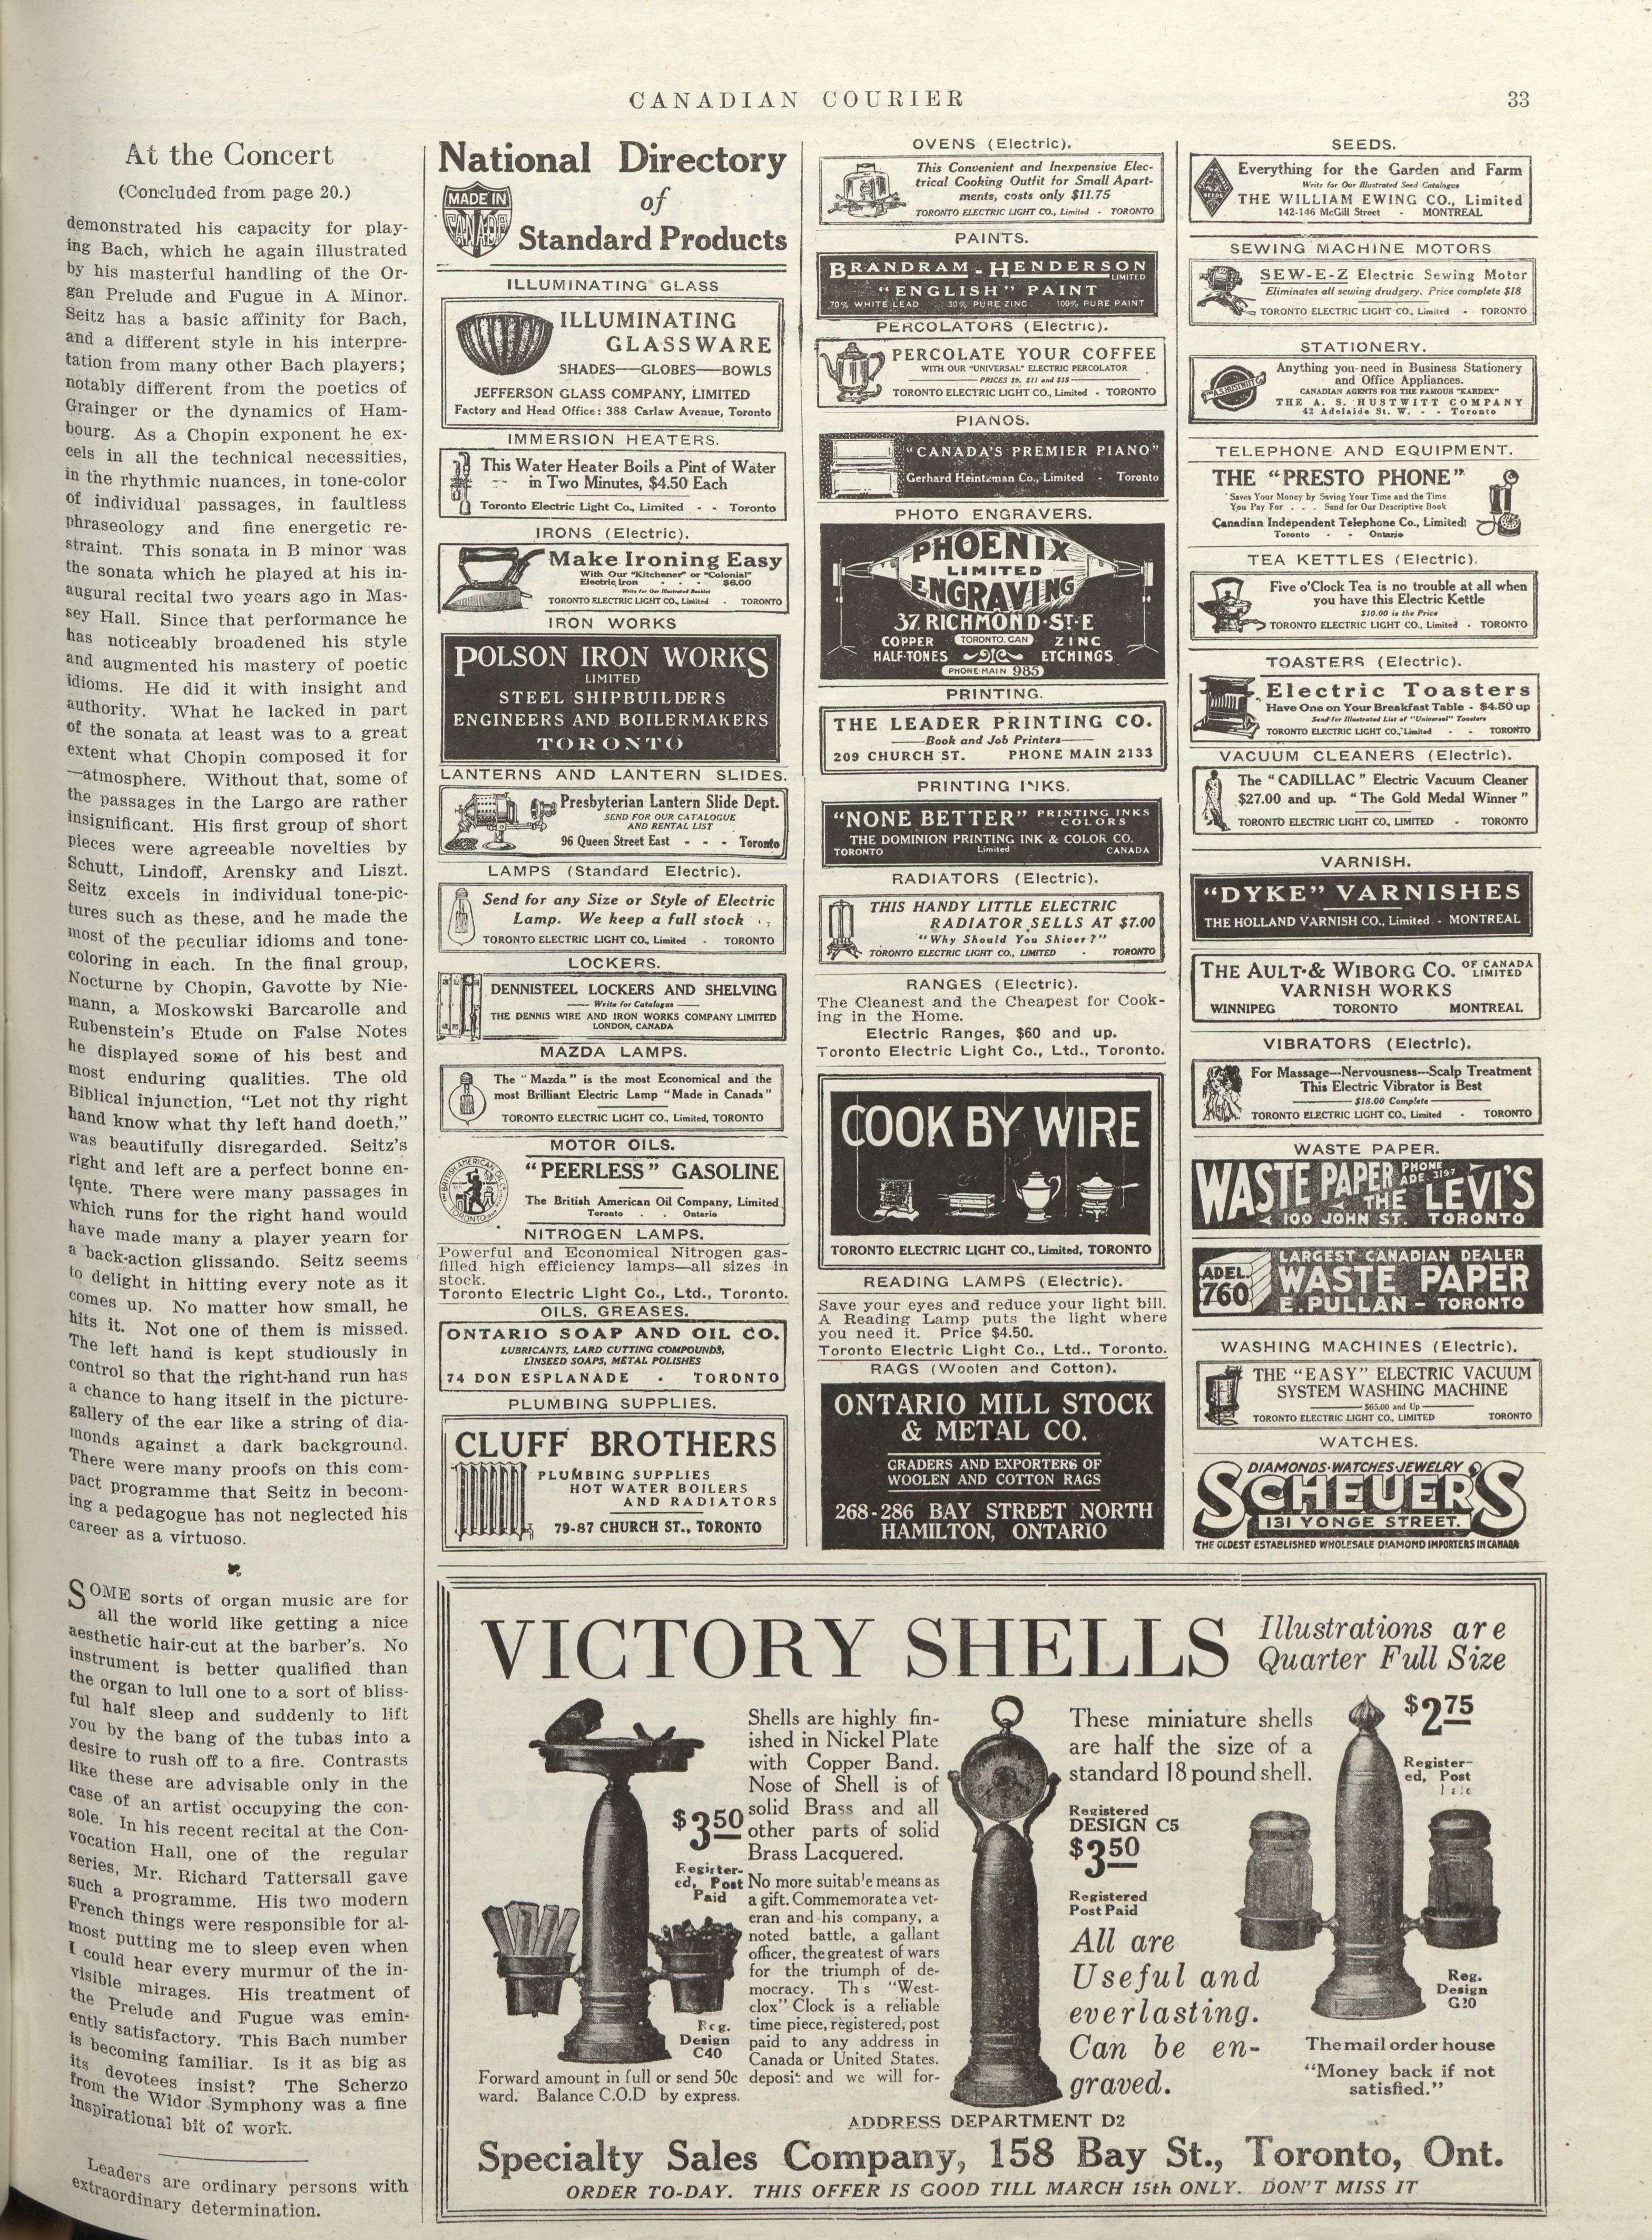 CANADIAN COURIER
33
At the Concert
(Concluded from page 20.)
demonstrated his capacity for play-
ing Bach, which he again illustrated
by his masterful handling of the Or-
gan Prelude and Fugue in A Minor.
Seitz has a basic affinity for Bach,
and a different style in his interpre-
tation from many other Bach players;
notably different from the poetics of
Grainger or the dynamics of Ham-
bourg. As a Chopin exponent he ex-
cels in all the technical necessities,
in the rhythmic nuances, in tone-color
of individual passages, in faultless
phraseology and fine energetic re-
straint. This sonata in B minor was
the sonata which he played at his in-
augural recital two years ago in Mas-
sey Hall. Since that performance he
has noticeably broadened his style
and augmented his mastery of poetic
idioms. He did it with insight and
authority. What he lacked in part
of the sonata at least was to a great
extent what Chopin composed it for
—atmosphere. Without that, some of
the passages in the Largo are rather
insignificant. His first group of short
pieces were agreeable novelties by
Schutt, Lindoff, Arensky and Liszt.
Seitz excels in individual tone-pic-
tures such as these, and he made the
most of the peculiar idioms and tone-
coloring in each. In the final group,
Nocturne by Chopin, Gavotte by Nie-
mann, a Moskowski Barcarolle and
Rubenstein's Etude on False Notes
he displayed some of his best and
most enduring qualities. The old
Biblical injunction, "Let not thy right
hand know what thy left hand doeth,"
was beautifully disregarded. Seitz's
right and left are a perfect bonne en-
tente. There were many passages in
which runs for the right hand would
have made many a player yearn for
a back-action glissando. Seitz seems
to delight in hitting every note as it
comes up. No matter how small, he
hits it. Not one of them is missed.
The left hand is kept studiously in
control so that the right-hand run has
a chance to hang itself in the picture-
gallery of the ear like a string of dia-
monds against a dark background.
There were many proofs on this com-
pact programme that Seitz in becom-
ing a pedagogue has not neglected his
career as a virtuoso.
SOME sorts of organ music are for
all the world like getting a nice
aesthetic hair-cut at the barber's. No
instrument is better qualified than
the organ to lull one to a sort of bliss-
ful half sleep and suddenly to lift
you by the bang of the tubas into a
desire to rush off to a fire. Contrasts
like these are advisable only in the
case of an artist occupying the con-
sole. In his recent recital at the Con-
vocation Hall, one of the regular
series, Mr. Richard Tattersall gave
such a programme. His two modern
French things were responsible for al-
most putting me to sleep even when
I could hear every murmur of the in-
visible mirages. His treatment of
the Prelude and Fugue was emin-
ently satisfactory. This Bach number
is becoming familiar. Is it as big as
its devotees insist? The Scherzo
from the Widor Symphony was a fine
inspirational bit of work.
Leaders are ordinary persons with
extraordinary determination.
National Directory
of
Standard Products
MADE IN
CANADA
ILLUMINATING GLASS
ILLUMINATING
GLASSWARE
SHADES—GLOBES—BOWLS
JEFFERSON GLASS COMPANY, LIMITED
Factory and Head Office: 388 Carlaw Avenue, Toronto
IMMERSION HEATERS.
This Water Heater Boils a Pint of Water
in Two Minutes, $4.50 Each
Toronto Electric Light Co., Limited - - Toronto
IRONS (Electric).
Make Ironing Easy
With Our "Kitchener" or "Colonial"
Electric Iron - - - $6.00
Write for Our Illustrated Booklet
TORONTO ELECTRIC LIGHT CO., Limited - TORONTO
IRON WORKS
POLSON IRON WORKS
LIMITED
STEEL SHIPBUILDERS
ENGINEERS AND BOILERMAKERS
TORONTO
LANTERNS AND LANTERN SLIDES.
Presbyterian Lantern Slide Dept.
SEND FOR OUR CATALOGUE
AND RENTAL LIST
96 Queen Street East - - - Toronto
LAMPS (Standard Electric).
Send for any Size or Style of Electric
Lamp. We keep a full stock
TORONTO ELECTRIC LIGHT CO., Limited - TORONTO
LOCKERS.
DENNISTEEL LOCKERS AND SHELVING
Write for Catalogue
THE DENNIS WIRE AND IRON WORKS COMPANY LIMITED
LONDON, CANADA
MAZDA LAMPS.
The "Mazda" is the most Economical and the
most Brilliant Electric Lamp "Made in Canada"
TORONTO ELECTRIC LIGHT CO., Limited, TORONTO
MOTOR OILS.
BRITISH AMERICAN OIL
TORONTO
"PEERLESS" GASOLINE
The British American Oil Company, Limited
Toronto - - Ontario
NITROGEN LAMPS.
Powerful and Economical Nitrogen gas-
filled high efficiency lamps—all sizes in
stock.
Toronto Electric Light Co., Ltd., Toronto.
OILS, GREASES.
ONTARIO SOAP AND OIL CO.
LUBRICANTS, LARD CUTTING COMPOUNDS,
LINSEED SOAPS, METAL POLISHES
74 DON ESPLANADE • TORONTO
PLUMBING SUPPLIES.
CLUFF BROTHERS
PLUMBING SUPPLIES
HOT WATER BOILERS
AND RADIATORS
79-87 CHURCH ST., TORONTO
OVENS (Electric).
This Convenient and Inexpensive Elec-
trical Cooking Outfit for Small Apart-
ments, costs only $11.75
TORONTO ELECTRIC LIGHT CO., Limited - TORONTO
PAINTS.
BRANDRAM-HENDERSON
LIMITED
"ENGLISH" PAINT
70% WHITE LEAD .. 30% PURE ZINC .. 100% PURE PAINT
PERCOLATORS (Electric).
PERCOLATE YOUR COFFEE
WITH OUR "UNIVERSAL" ELECTRIC PERCOLATOR
PRICES $9, $11 and $15
TORONTO ELECTRIC LIGHT CO., Limited - TORONTO
PIANOS.
"CANADA'S PREMIER PIANO"
Gerhard Heintzman Co., Limited - Toronto
PHOTO ENGRAVERS.
PHOENIX
LIMITED
ENGRAVING
37. RICHMOND·ST·E
COPPER TORONTO. CAN ZINC
HALF-TONES ETCHINGS
PHONE·MAIN 985
PRINTING.
THE LEADER PRINTING CO.
Book and Job Printers
209 CHURCH ST. PHONE MAIN 2133
PRINTING INKS.
"NONE BETTER" PRINTING INKS
COLORS
THE DOMINION PRINTING INK & COLOR CO.
TORONTO Limited CANADA
RADIATORS (Electric).
THIS HANDY LITTLE ELECTRIC
RADIATOR SELLS AT $7.00
"Why Should You Shiver?"
TORONTO ELECTRIC LIGHT CO., LIMITED - TORONTO
RANGES (Electric).
The Cleanest and the Cheapest for Cook-
ing in the Home.
Electric Ranges, $60 and up.
Toronto Electric Light Co., Ltd., Toronto.
COOK BY WIRE
TORONTO ELECTRIC LIGHT CO., Limited, TORONTO
READING LAMPS (Electric).
Save your eyes and reduce your light bill.
A Reading Lamp puts the light where
you need it. Price $4.50.
Toronto Electric Light Co., Ltd., Toronto.
RAGS (Woolen and Cotton).
ONTARIO MILL STOCK
& METAL CO.
GRADERS AND EXPORTERS OF
WOOLEN AND COTTON RAGS
268-286 BAY STREET NORTH
HAMILTON, ONTARIO
SEEDS.
Everything for the Garden and Farm
Write for Our Illustrated Seed Catalogue
THE WILLIAM EWING CO., Limited
142-146 McGill Street - MONTREAL
SEWING MACHINE MOTORS
SEW-E-Z Electric Sewing Motor
Eliminates all sewing drudgery. Price complete $18
TORONTO ELECTRIC LIGHT CO., Limited - TORONTO
STATIONERY.
Anything you need in Business Stationery
and Office Appliances.
CANADIAN AGENTS FOR THE FAMOUS "KARDEX"
THE A. S. HUSTWITT COMPANY
42 Adelaide St. W. - - Toronto
TELEPHONE AND EQUIPMENT.
THE "PRESTO PHONE"
Saves Your Money by Saving Your Time and the Time
You Pay For . . . Send for Our Descriptive Book
Canadian Independent Telephone Co., Limited
Toronto - - Ontario
TEA KETTLES (Electric).
Five o'Clock Tea is no trouble at all when
you have this Electric Kettle
$10.00 is the Price
TORONTO ELECTRIC LIGHT CO., Limited - TORONTO
TOASTERS (Electric).
Electric Toasters
Have One on Your Breakfast Table - $4.50 up
Send for Illustrated List of "Universal" Toasters
TORONTO ELECTRIC LIGHT CO., Limited - - TORONTO
VACUUM CLEANERS (Electric).
The "CADILLAC" Electric Vacuum Cleaner
$27.00 and up. "The Gold Medal Winner"
TORONTO ELECTRIC LIGHT CO., LIMITED - TORONTO
VARNISH.
"DYKE" VARNISHES
THE HOLLAND VARNISH CO., Limited - MONTREAL
THE AULT & WIBORG CO. OF CANADA
LIMITED
VARNISH WORKS
WINNIPEG TORONTO MONTREAL
VIBRATORS (Electric).
For Massage---Nervousness---Scalp Treatment
This Electric Vibrator is Best
$18.00 Complete
TORONTO ELECTRIC LIGHT CO., Limited - TORONTO
WASTE PAPER.
WASTE PAPER PHONE
ADE. 3197
THE LEVI'S
100 JOHN ST. TORONTO
ADEL.
760
LARGEST CANADIAN DEALER
WASTE PAPER
E. PULLAN – TORONTO
WASHING MACHINES (Electric).
THE "EASY" ELECTRIC VACUUM
SYSTEM WASHING MACHINE
$65.00 and Up
TORONTO ELECTRIC LIGHT CO., LIMITED TORONTO
WATCHES.
DIAMONDS·WATCHES·JEWELRY
SCHEUER'S
131 YONGE STREET.
THE OLDEST ESTABLISHED WHOLESALE DIAMOND IMPORTERS IN CANADA
VICTORY SHELLS
Illustrations are
Quarter Full Size
$3.50
Register-
ed, Post
Paid
Reg.
Design
C40
Shells are highly fin-
ished in Nickel Plate
with Copper Band.
Nose of Shell is of
solid Brass and all
other parts of solid
Brass Lacquered.
No more suitable means as
a gift. Commemorate a vet-
eran and his company, a
noted battle, a gallant
officer, the greatest of wars
for the triumph of de-
mocracy. Th s "West-
clox" Clock is a reliable
time piece, registered, post
paid to any address in
Canada or United States.
Forward amount in full or send 50c deposit and we will for-
ward. Balance C.O.D by express.
These miniature shells
are half the size of a
standard 18 pound shell.
Registered
DESIGN C5
$3.50
Registered
Post Paid
All are
Useful and
everlasting.
Can be en-
graved.
$2.75
Register-
ed, Post
Reg.
Design
G20
The mail order house
"Money back if not
satisfied."
ADDRESS DEPARTMENT D2
Specialty Sales Company, 158 Bay St., Toronto, Ont.
ORDER TO-DAY. THIS OFFER IS GOOD TILL MARCH 15th ONLY. DON'T MISS IT